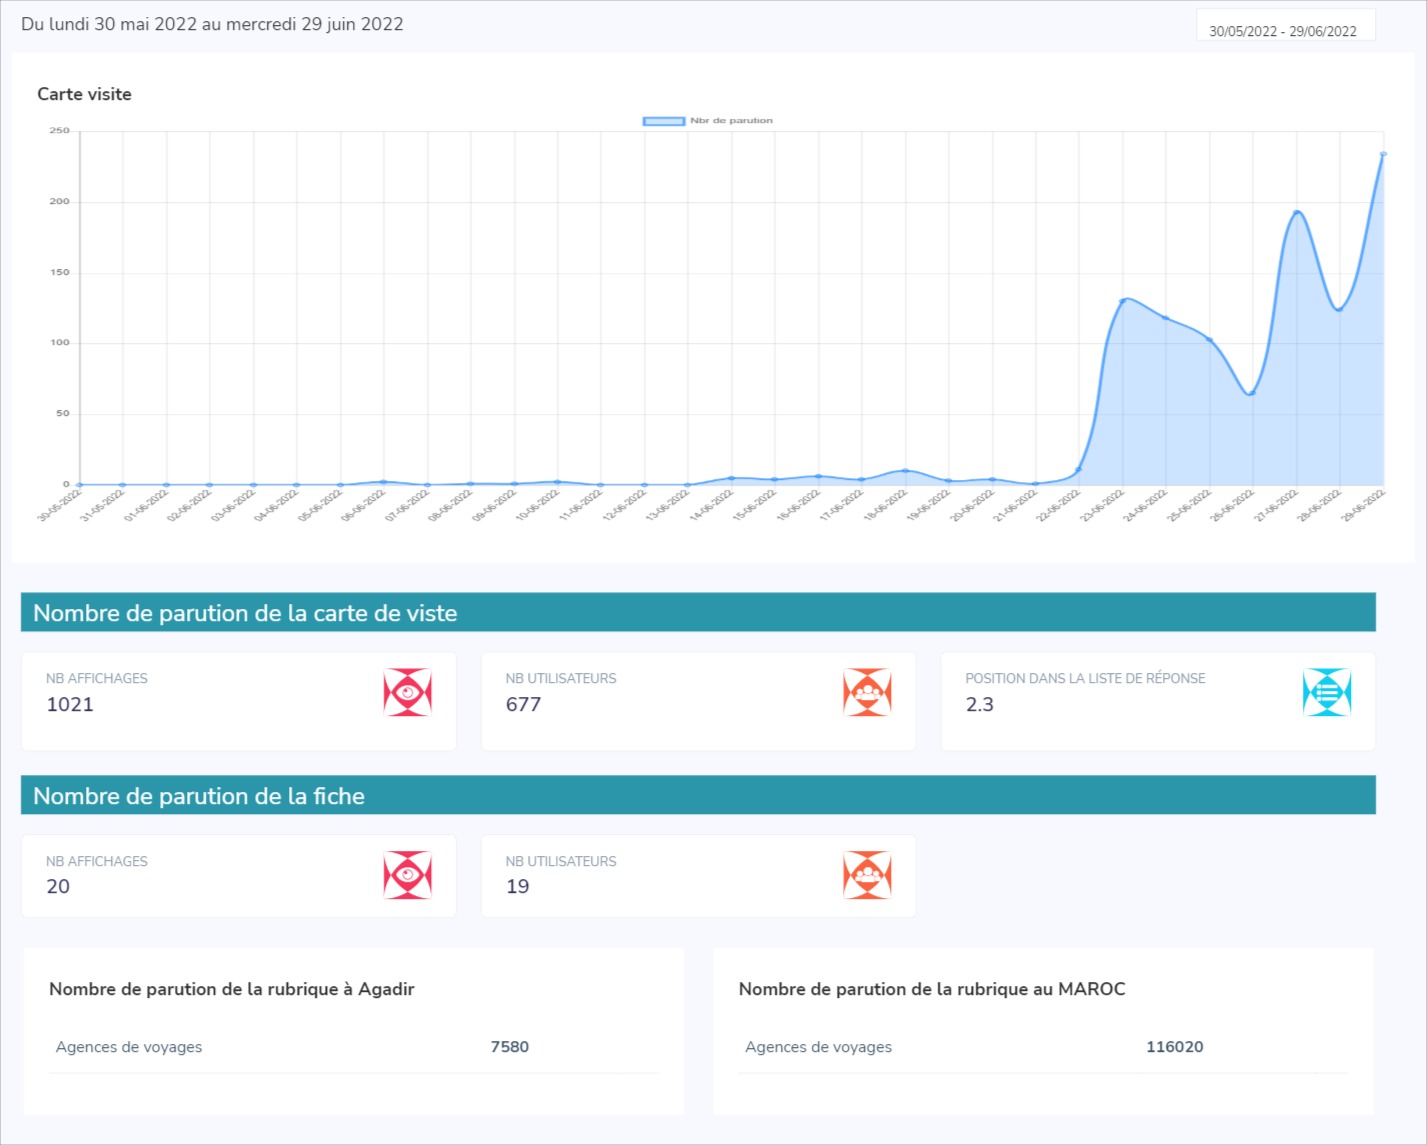 Du lundi 30 mai 2022 au mercredi 29 juin 2022
30/05/2022 - 29/06/2022
Carte visite
Nbr de parution
250
200
150
100
50
0
30-05-2022
31-05-2022
01-06-2022
02-06-2022
03-06-2022
04-06-2022
05-06-2022
06-06-2022
07-06-2022
08-06-2022
09-06-2022
10-06-2022
11-06-2022
12-06-2022
13-06-2022
14-06-2022
15-06-2022
16-06-2022
17-06-2022
18-06-2022
19-06-2022
20-06-2022
21-06-2022
22-06-2022
23-06-2022
24-06-2022
25-06-2022
26-06-2022
27-06-2022
28-06-2022
29-06-2022
Nombre de parution de la carte de viste
NB AFFICHAGES
1021
NB UTILISATEURS
677
POSITION DANS LA LISTE DE RÉPONSE
2.3
Nombre de parution de la fiche
NB AFFICHAGES
20
NB UTILISATEURS
19
Nombre de parution de la rubrique à Agadir
Agences de voyages 7580
Nombre de parution de la rubrique au MAROC
Agences de voyages 116020